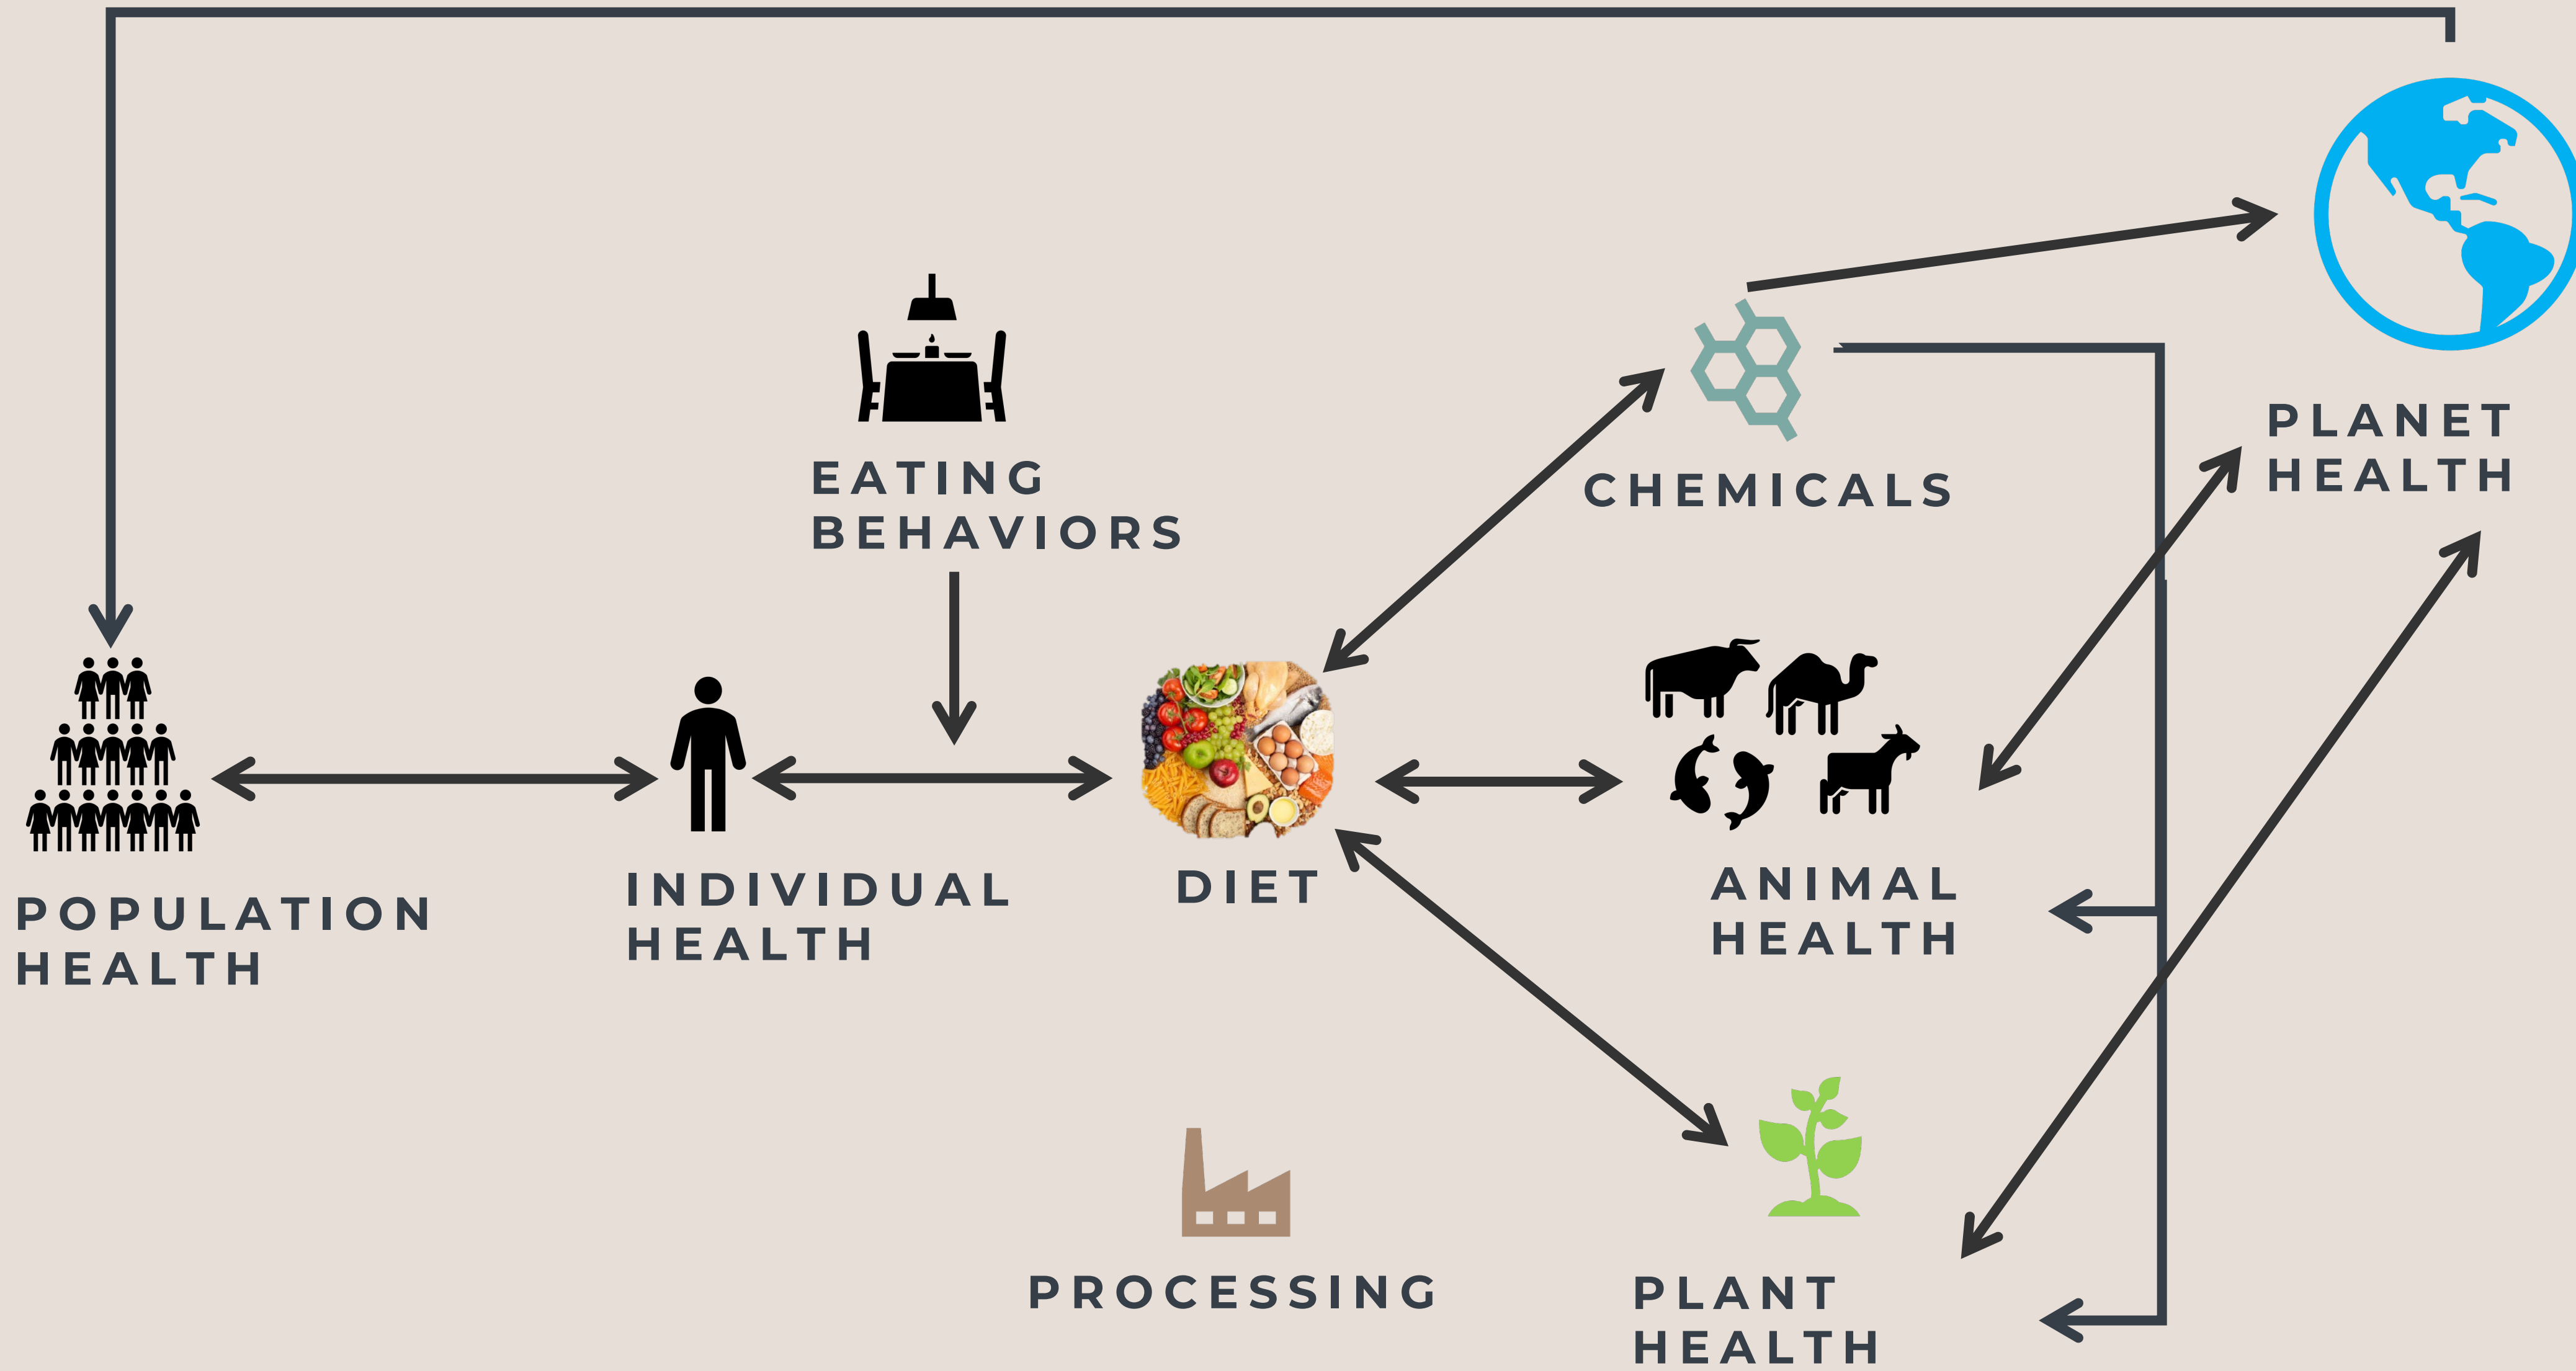 EATING
BEHAVIORS
CHEMICALS
PLANET
HEALTH
POPULATION
HEALTH
INDIVIDUAL
HEALTH
DIET
ANIMAL
HEALTH
PROCESSING
PLANT
HEALTH